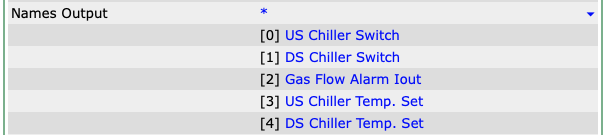 Names Output *
[0] US Chiller Switch
[1] DS Chiller Switch
[2] Gas Flow Alarm Iout
[3] US Chiller Temp. Set
[4] DS Chiller Temp. Set